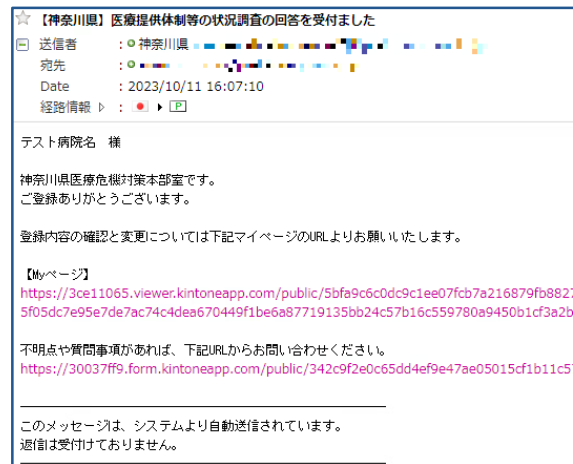 【神奈川県】医療提供体制等の状況調査の回答を受付ました
送信者 : 神奈川県
宛先 :
Date : 2023/10/11 16:07:10
経路情報 ▷ : ▶ P
テスト病院名 様
神奈川県医療危機対策本部室です。
ご登録ありがとうございます。
登録内容の確認と変更については下記マイページのURLよりお願いいたします。
【Myページ】
https://3ce11065.viewer.kintoneapp.com/public/5bfa9c6c0dc9c1ee07fcb7a216879fb8827
5f05dc7e95e7de7ac74c4dea670449f1be6a87719135bb24c57b16c559780a9450b1cf3a2b
不明点や質問事項があれば、下記URLからお問い合わせください。
https://30037ff9.form.kintoneapp.com/public/342c9f2e0c65dd4ef9e47ae05015cf1b11c57
このメッセージは、システムより自動送信されています。
返信は受付けておりません。